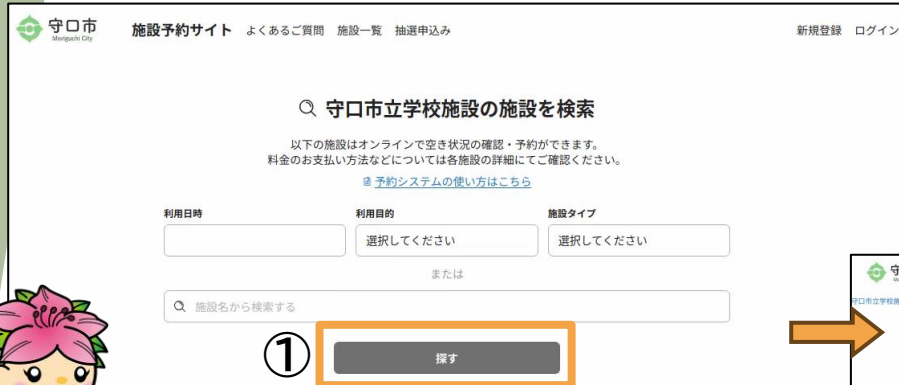 守口市
Moriguchi City
施設予約サイト よくあるご質問 施設一覧 抽選申込み
新規登録 ログイン
守口市立学校施設の施設を検索
以下の施設はオンラインで空き状況の確認・予約ができます。
料金のお支払い方法などについては各施設の詳細にてご確認ください。
予約システムの使い方はこちら
利用日時 利用目的 施設タイプ
選択してください 選択してください
または
施設名から検索する
① 探す
守口市立学校施